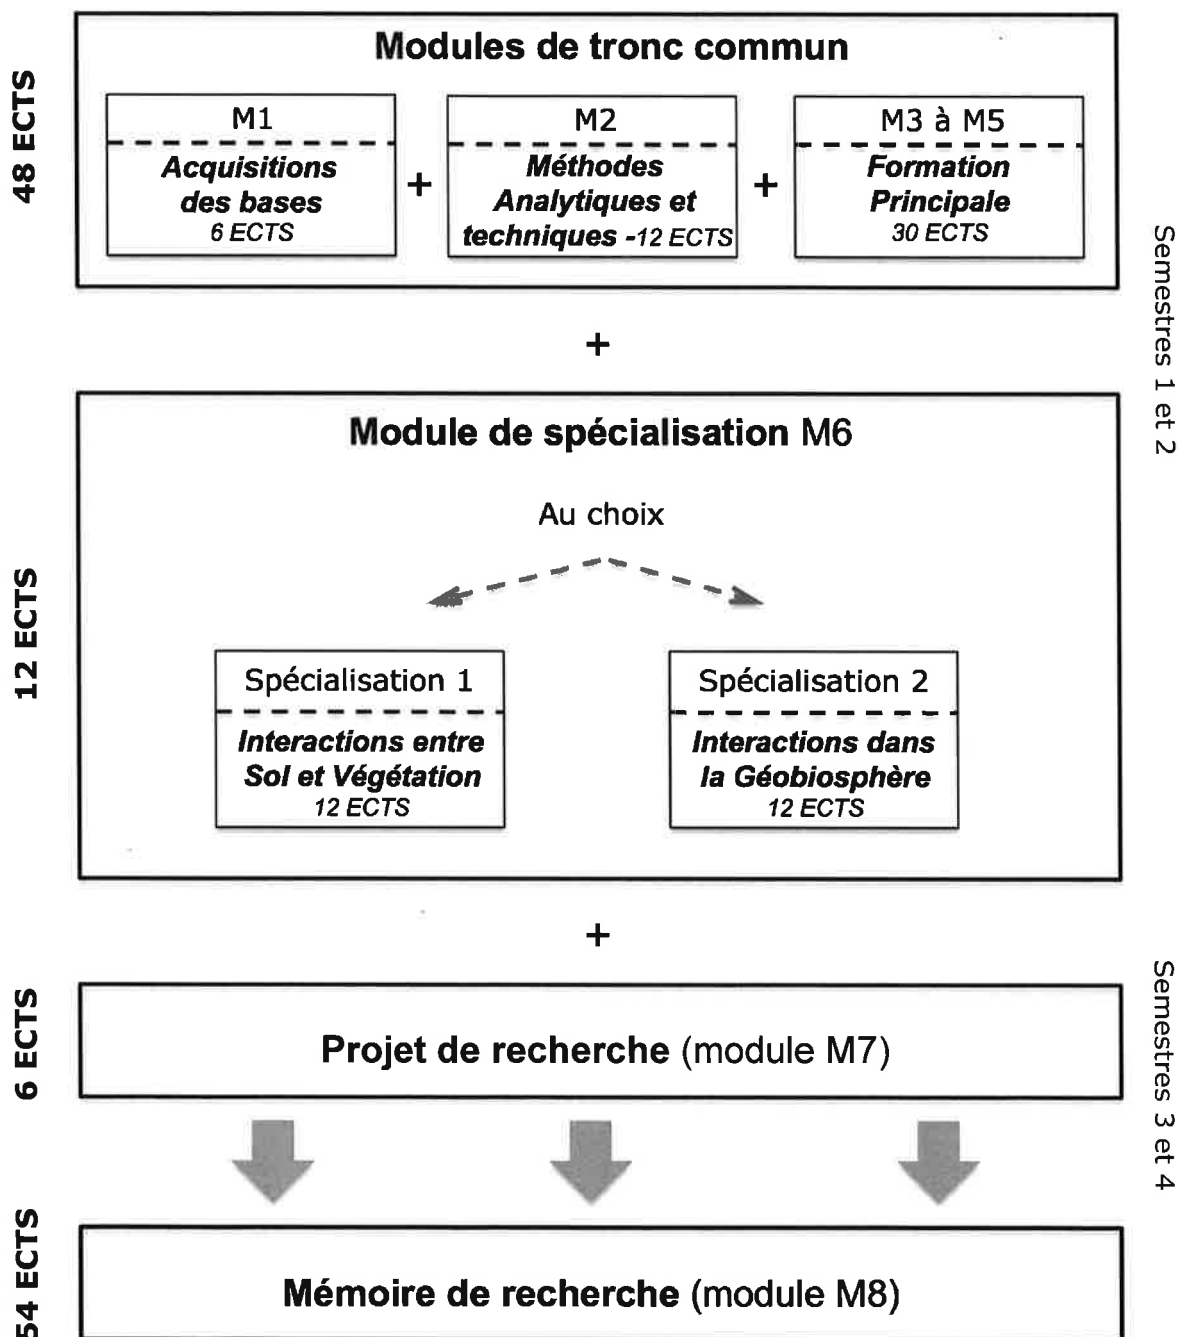 Modules de tronc commun
48 ECTS
M1
Acquisitions
des bases
6 ECTS
+
M2
Méthodes
Analytiques et
techniques -12 ECTS
+
M3 à M5
Formation
Principale
30 ECTS
Semestres 1 et 2
+
Module de spécialisation M6
12 ECTS
Au choix
Spécialisation 1
Interactions entre
Sol et Végétation
12 ECTS
Spécialisation 2
Interactions dans
la Géobiosphère
12 ECTS
+
6 ECTS
Projet de recherche (module M7)
Semestres 3 et 4
54 ECTS
Mémoire de recherche (module M8)